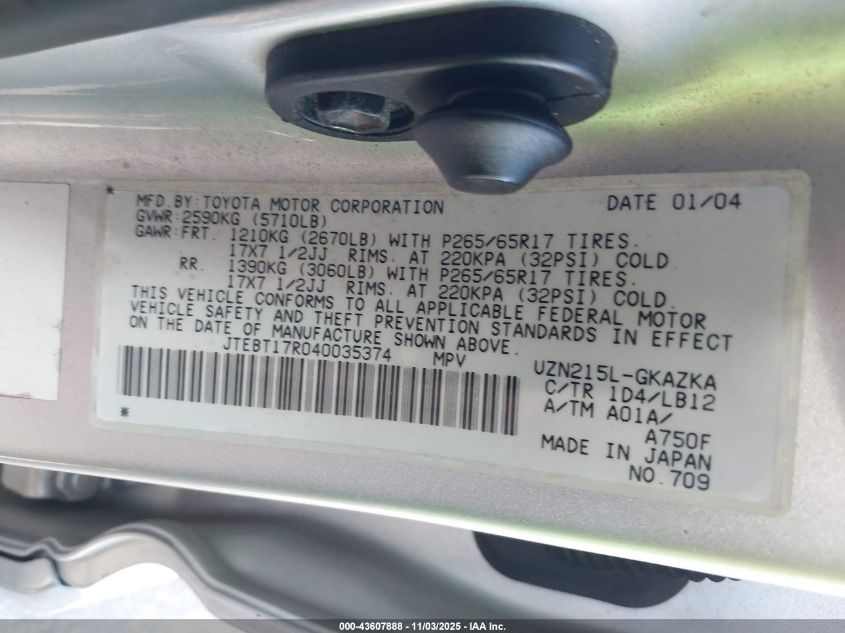 MFD.BY:TOYOTA MOTOR CORPORATION DATE 01/04
GVWR:2590KG (5710LB)
GAWR:FRT. 1210KG (2670LB) WITH P265/65R17 TIRES.
17X7 1/2JJ RIMS. AT 220KPA (32PSI) COLD.
RR. 1390KG (3060LB) WITH P265/65R17 TIRES.
17X7 1/2JJ RIMS. AT 220KPA (32PSI) COLD.
THIS VEHICLE CONFORMS TO ALL APPLICABLE FEDERAL MOTOR
VEHICLE SAFETY AND THEFT PREVENTION STANDARDS IN EFFECT
ON THE DATE OF MANUFACTURE SHOWN ABOVE.
JTEBT17R040035374 MPV
VZN215L-GKAZKA
C/TR 1D4/LB12
A/TM A01A/
A750F
MADE IN JAPAN
NO.709
000-43607888 - 11/03/2025 - IAA Inc.